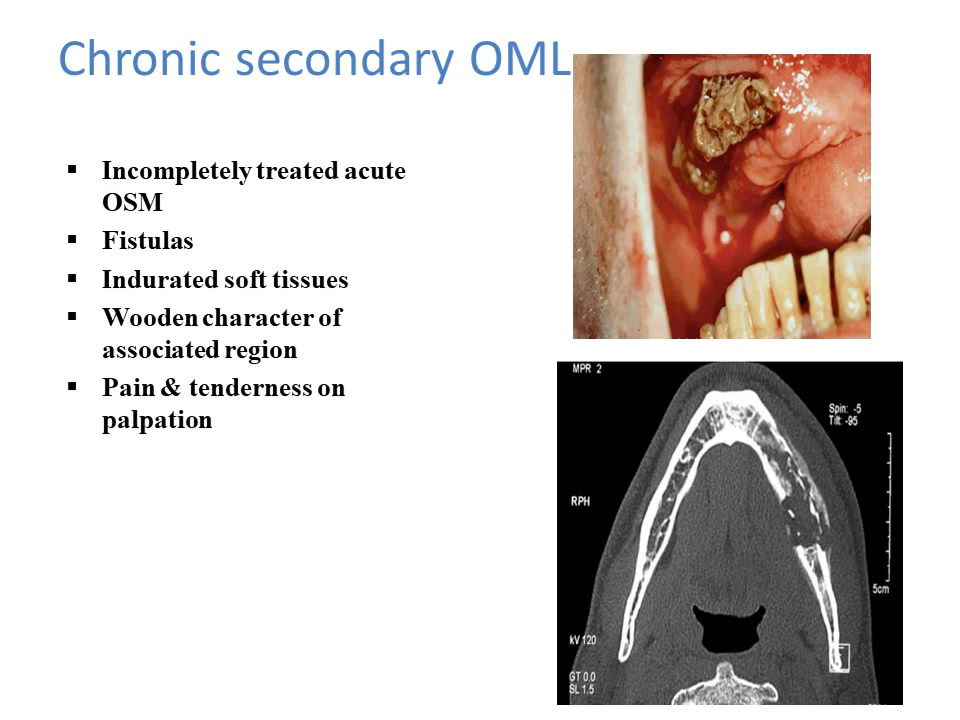 Chronic secondary OML
▪ Incompletely treated acute
OSM
▪ Fistulas
▪ Indurated soft tissues
▪ Wooden character of
associated region
▪ Pain & tenderness on
palpation
MPR 2
Spin: -5
Tilt: -95
RPH
5cm
kV 120
GT 0.0
SL 1.5